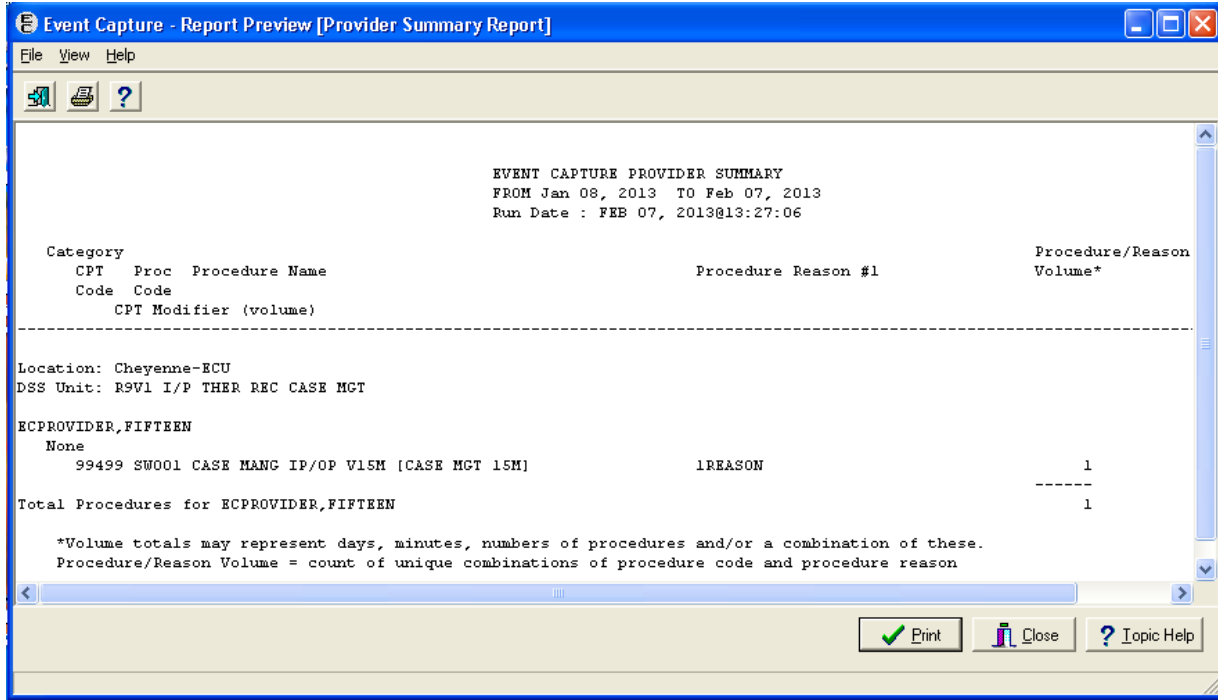 Event Capture - Report Preview [Provider Summary Report]
File View Help
EVENT CAPTURE PROVIDER SUMMARY
FROM Jan 08, 2013 TO Feb 07, 2013
Run Date : FEB 07, 2013@13:27:06
Category Procedure/Reason
CPT Proc Procedure Name Procedure Reason #1 Volume*
Code Code
CPT Modifier (volume)
Location: Cheyenne-ECU
DSS Unit: R9V1 I/P THER REC CASE MGT
ECPROVIDER,FIFTEEN
None
99499 SW001 CASE MANG IP/OP V15M [CASE MGT 15M] 1REASON 1
------
Total Procedures for ECPROVIDER,FIFTEEN 1
*Volume totals may represent days, minutes, numbers of procedures and/or a combination of these.
Procedure/Reason Volume = count of unique combinations of procedure code and procedure reason
Print Close ? Topic Help